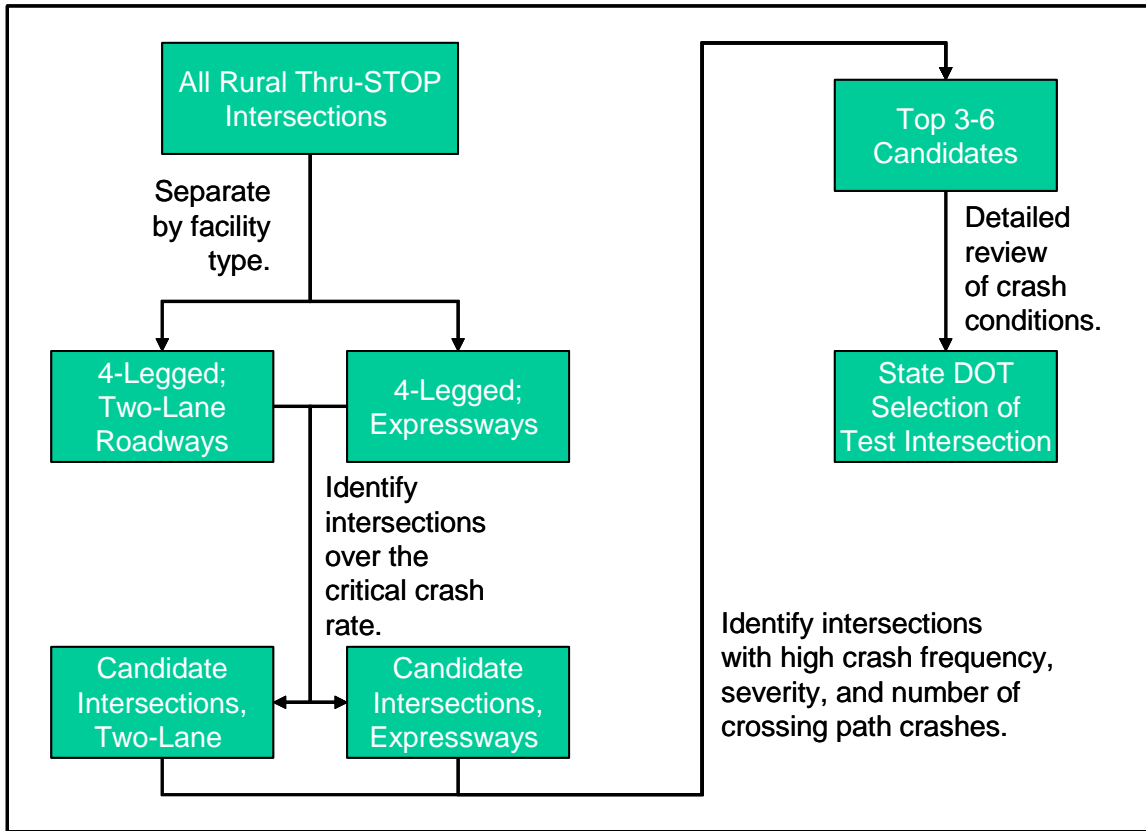 All Rural Thru-STOP
Intersections
Separate
by facility
type.
4-Legged;
Two-Lane
Roadways
4-Legged;
Expressways
Identify
intersections
over the
critical crash
rate.
Candidate
Intersections,
Two-Lane
Candidate
Intersections,
Expressways
Identify intersections
with high crash frequency,
severity, and number of
crossing path crashes.
Top 3-6
Candidates
Detailed
review
of crash
conditions.
State DOT
Selection of
Test Intersection